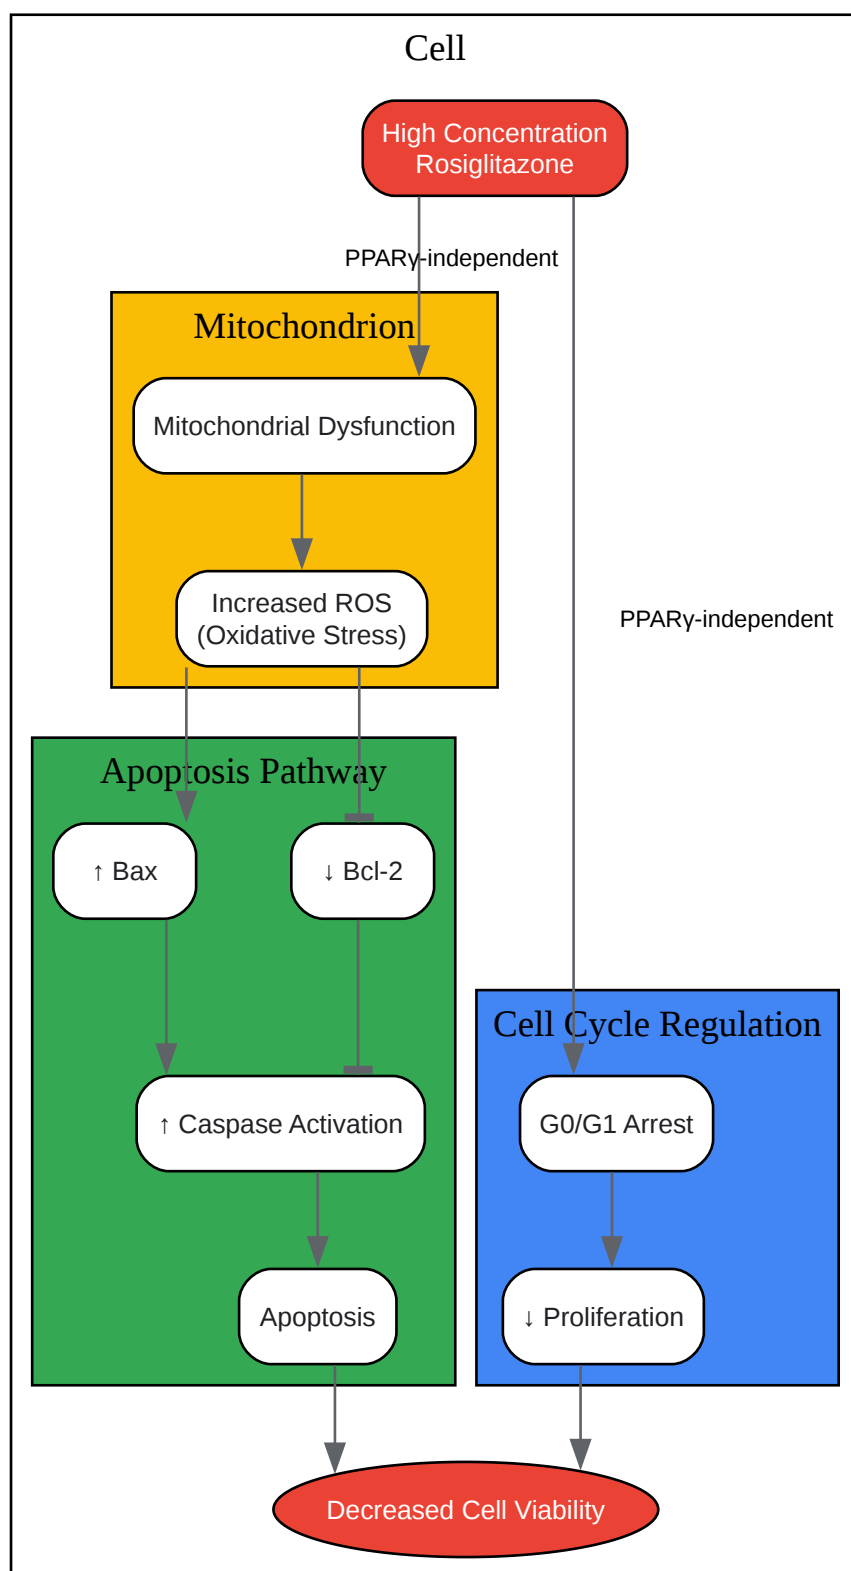 Cell
High Concentration
Rosiglitazone
PPARγ-independent
Mitochondrion
Mitochondrial Dysfunction
Increased ROS
(Oxidative Stress)
PPARγ-independent
Apoptosis Pathway
↑ Bax
↓ Bcl-2
Cell Cycle Regulation
↑ Caspase Activation
G0/G1 Arrest
Apoptosis
↓ Proliferation
Decreased Cell Viability